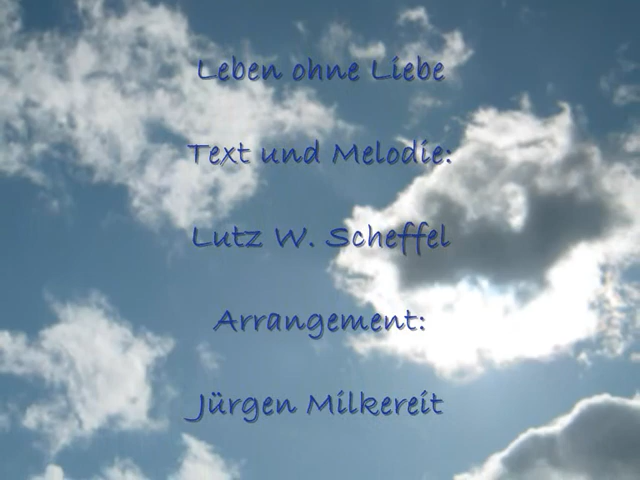 Leben ohne Liebe
Text und Melodie:
Lutz W. Scheffel
Arrangement:
Jürgen Milkereit